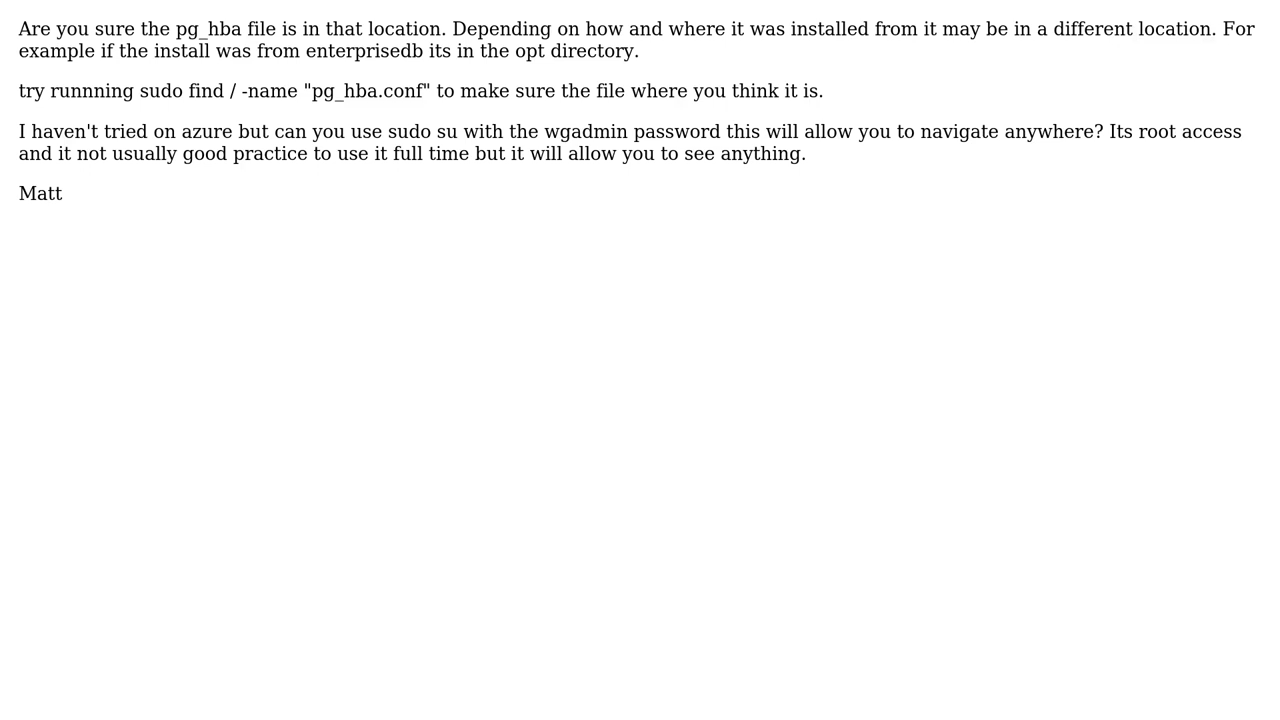 Are you sure the pg_hba file is in that location. Depending on how and where it was installed from it may be in a different location. For
example if the install was from enterprisedb its in the opt directory.
try runnning sudo find / -name "pg_hba.conf" to make sure the file where you think it is.
I haven't tried on azure but can you use sudo su with the wgadmin password this will allow you to navigate anywhere? Its root access
and it not usually good practice to use it full time but it will allow you to see anything.
Matt